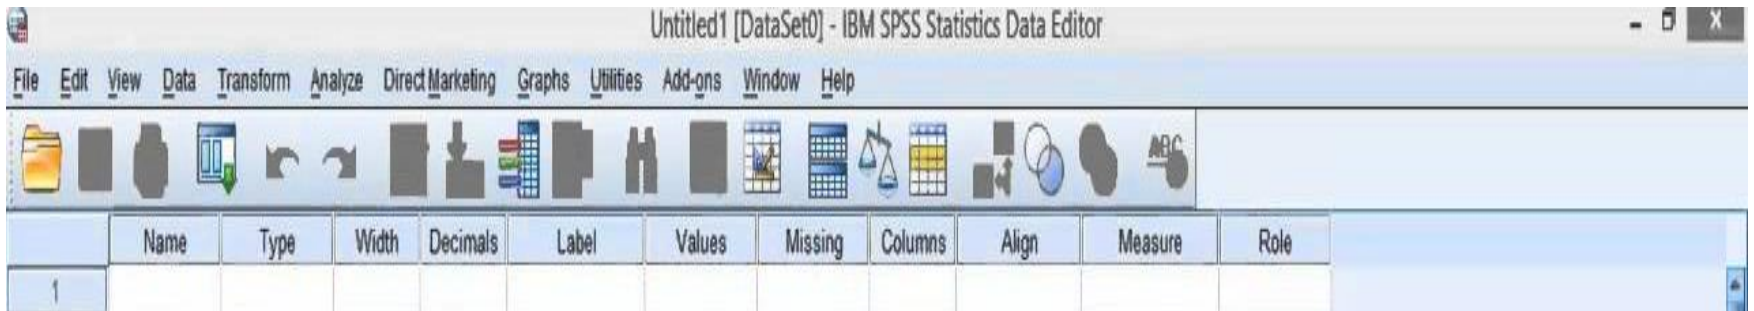 Untitled1 [DataSet0] - IBM SPSS Statistics Data Editor
File Edit View Data Transform Analyze Direct Marketing Graphs Utilities Add-ons Window Help
ABC
Name Type Width Decimals Label Values Missing Columns Align Measure Role
1